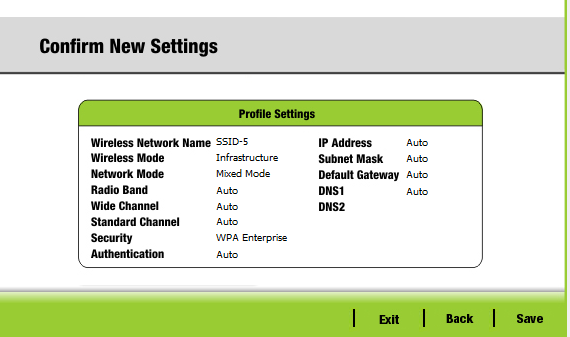 Confirm New Settings
Profile Settings
Wireless Network Name SSID-5 IP Address Auto
Wireless Mode Infrastructure Subnet Mask Auto
Network Mode Mixed Mode Default Gateway Auto
Radio Band Auto DNS1 Auto
Wide Channel Auto DNS2
Standard Channel Auto
Security WPA Enterprise
Authentication Auto
Exit Back Save